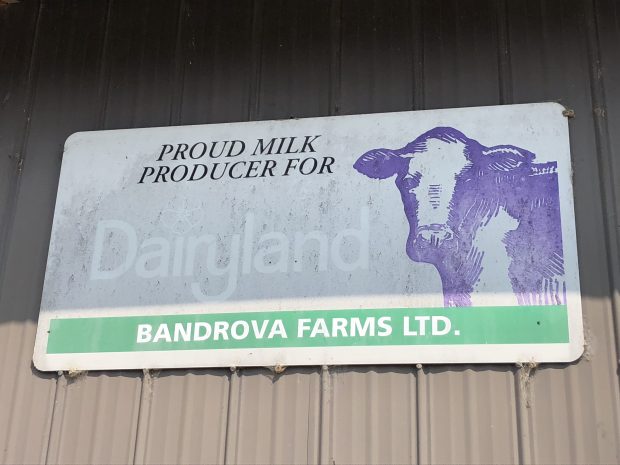 PROUD MILK
PRODUCER FOR
Dairyland
BANDROVA FARMS LTD.